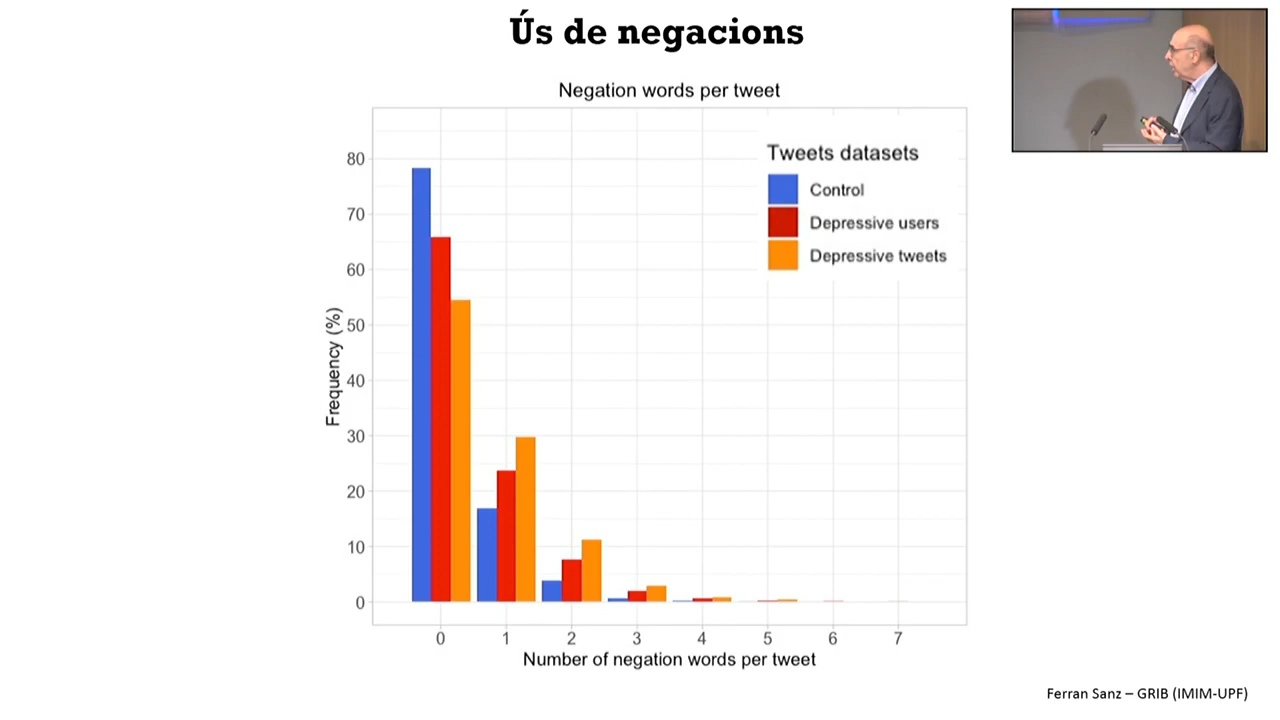 Ús de negacions
Negation words per tweet
Tweets datasets
Control
Depressive users
Depressive tweets
Frequency (%)
80
70
60
50
40
30
20
10
0
0 1 2 3 4 5 6 7
Number of negation words per tweet
Ferran Sanz – GRIB (IMIM-UPF)